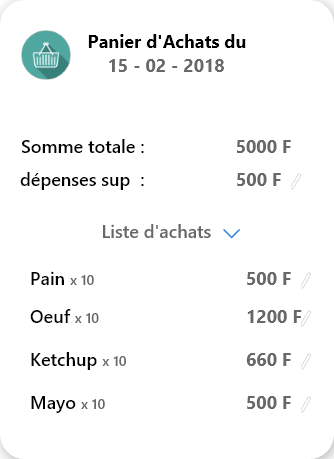 Panier d'Achats du
15 - 02 - 2018
Somme totale : 5000 F
dépenses sup : 500 F
Liste d'achats
Pain x 10 500 F
Oeuf x 10 1200 F
Ketchup x 10 660 F
Mayo x 10 500 F